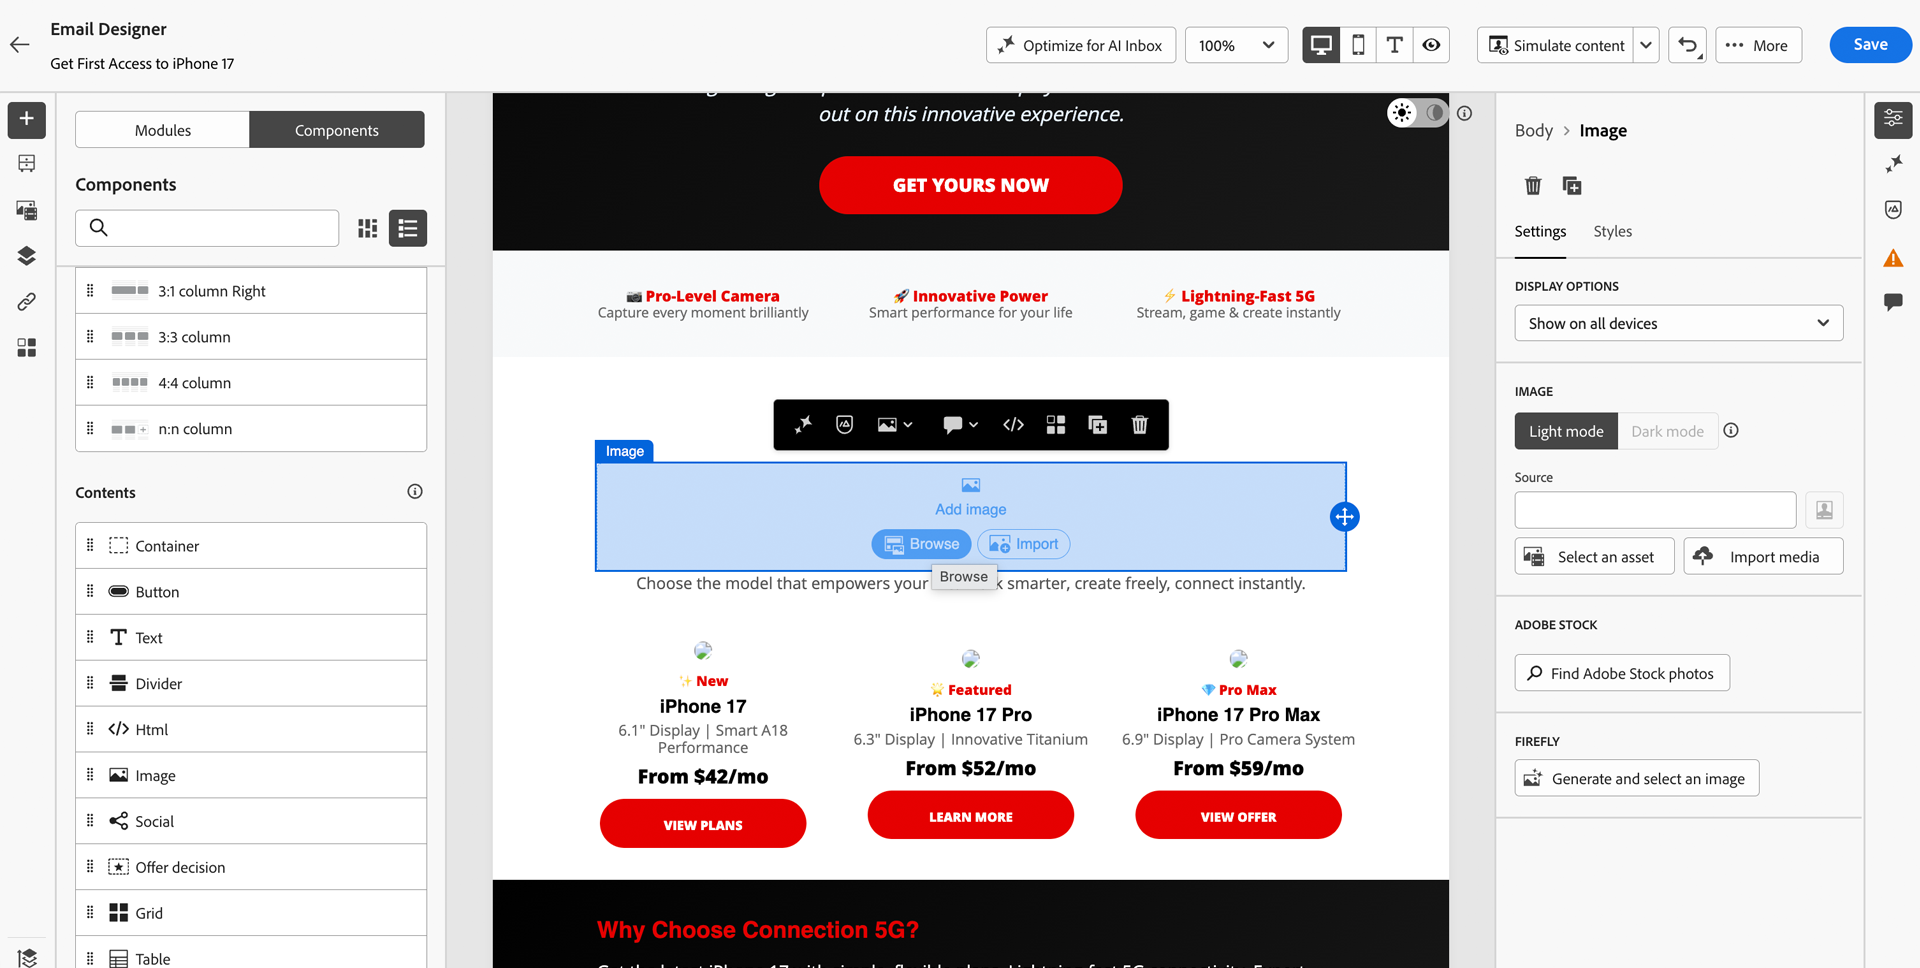 Email Designer
Get First Access to iPhone 17
Optimize for AI Inbox
100%
Simulate content
More
Save
Modules
Components
Components
3:1 column Right
3:3 column
4:4 column
n:n column
Contents
Container
Button
Text
Divider
Html
Image
Social
Offer decision
Grid
Table
out on this innovative experience.
GET YOURS NOW
📷 Pro-Level Camera
Capture every moment brilliantly
🚀 Innovative Power
Smart performance for your life
⚡ Lightning-Fast 5G
Stream, game & create instantly
Image
Add image
Browse
Import
Browse
Choose the model that empowers your k smarter, create freely, connect instantly.
✨ New
iPhone 17
6.1" Display | Smart A18
Performance
From $42/mo
VIEW PLANS
🌟 Featured
iPhone 17 Pro
6.3" Display | Innovative Titanium
From $52/mo
LEARN MORE
💎 Pro Max
iPhone 17 Pro Max
6.9" Display | Pro Camera System
From $59/mo
VIEW OFFER
Why Choose Connection 5G?
Body > Image
Settings
Styles
DISPLAY OPTIONS
Show on all devices
IMAGE
Light mode
Dark mode
Source
Select an asset
Import media
ADOBE STOCK
Find Adobe Stock photos
FIREFLY
Generate and select an image